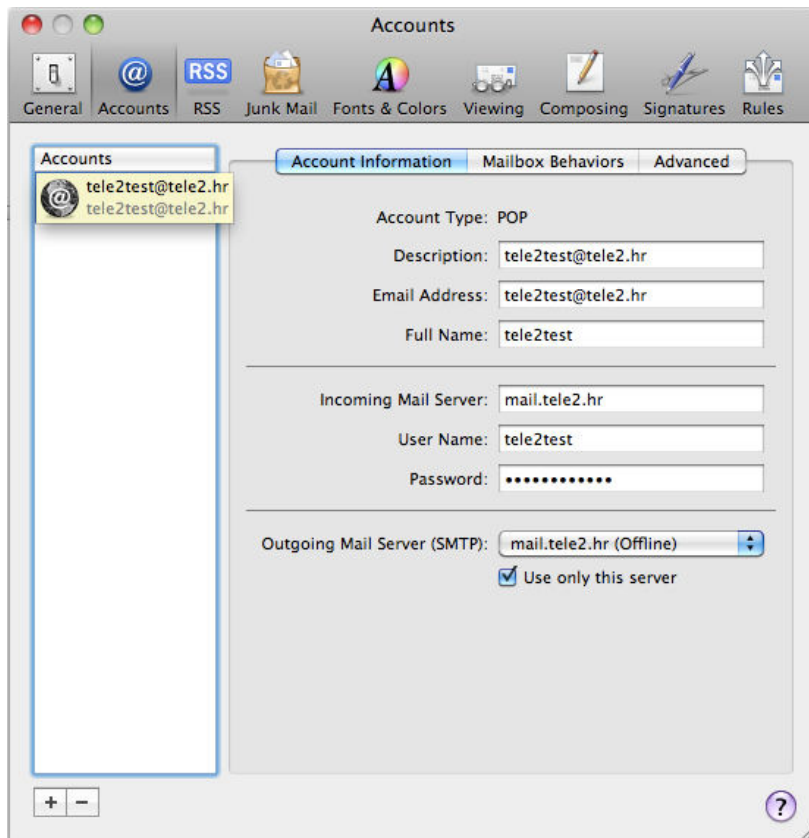 Accounts
RSS
General Accounts RSS Junk Mail Fonts & Colors Viewing Composing Signatures Rules
Accounts
tele2test@tele2.hr
tele2test@tele2.hr
Account Information Mailbox Behaviors Advanced
Account Type: POP
Description: tele2test@tele2.hr
Email Address: tele2test@tele2.hr
Full Name: tele2test
Incoming Mail Server: mail.tele2.hr
User Name: tele2test
Password: ••••••••••••
Outgoing Mail Server (SMTP): mail.tele2.hr (Offline)
Use only this server
+ − ?